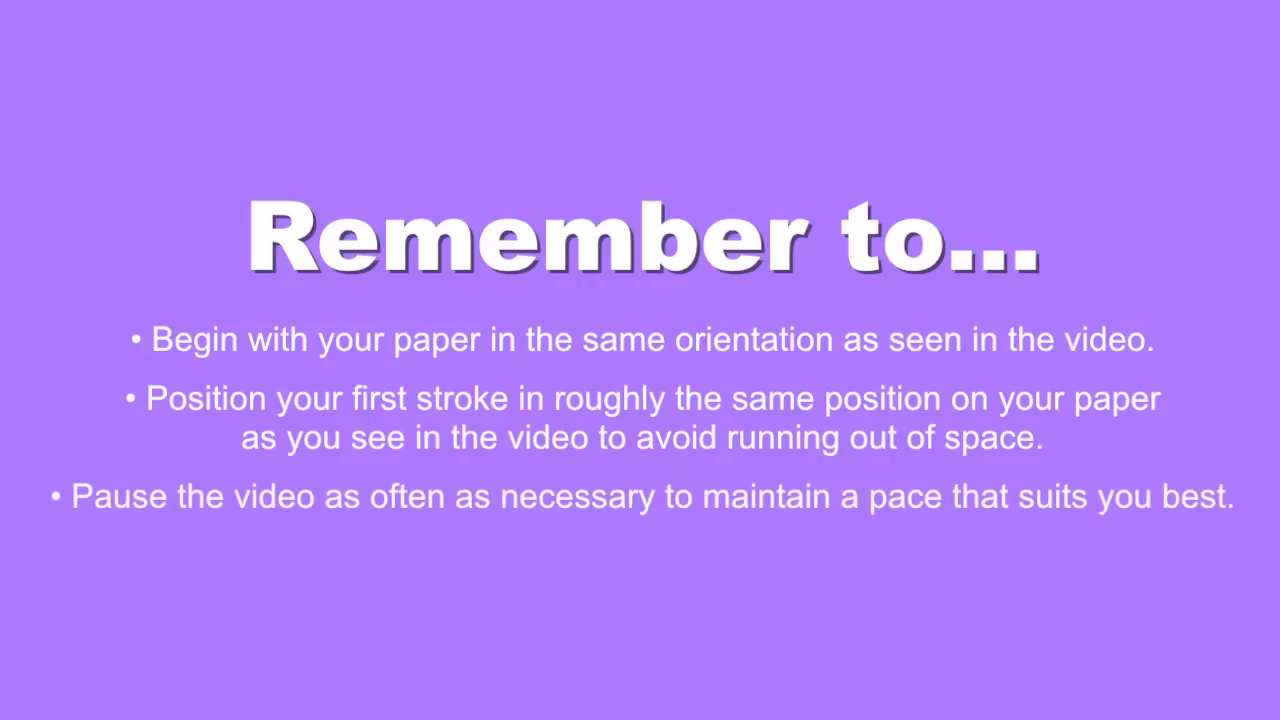 Remember to...
• Begin with your paper in the same orientation as seen in the video.
• Position your first stroke in roughly the same position on your paper
as you see in the video to avoid running out of space.
• Pause the video as often as necessary to maintain a pace that suits you best.